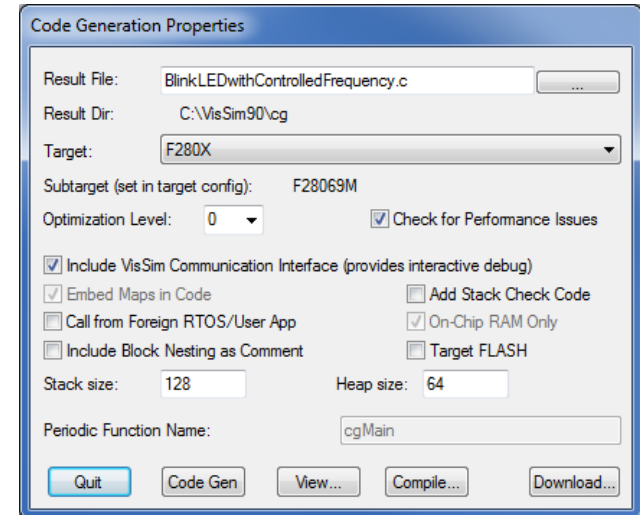 Code Generation Properties
Result File: BlinkLEDwithControlledFrequency.c ...
Result Dir: C:\VisSim90\cg
Target: F280X
Subtarget (set in target config): F28069M
Optimization Level: 0 Check for Performance Issues
Include VisSim Communication Interface (provides interactive debug)
Embed Maps in Code Add Stack Check Code
Call from Foreign RTOS/User App On-Chip RAM Only
Include Block Nesting as Comment Target FLASH
Stack size: 128 Heap size: 64
Periodic Function Name: cgMain
Quit Code Gen View... Compile... Download...